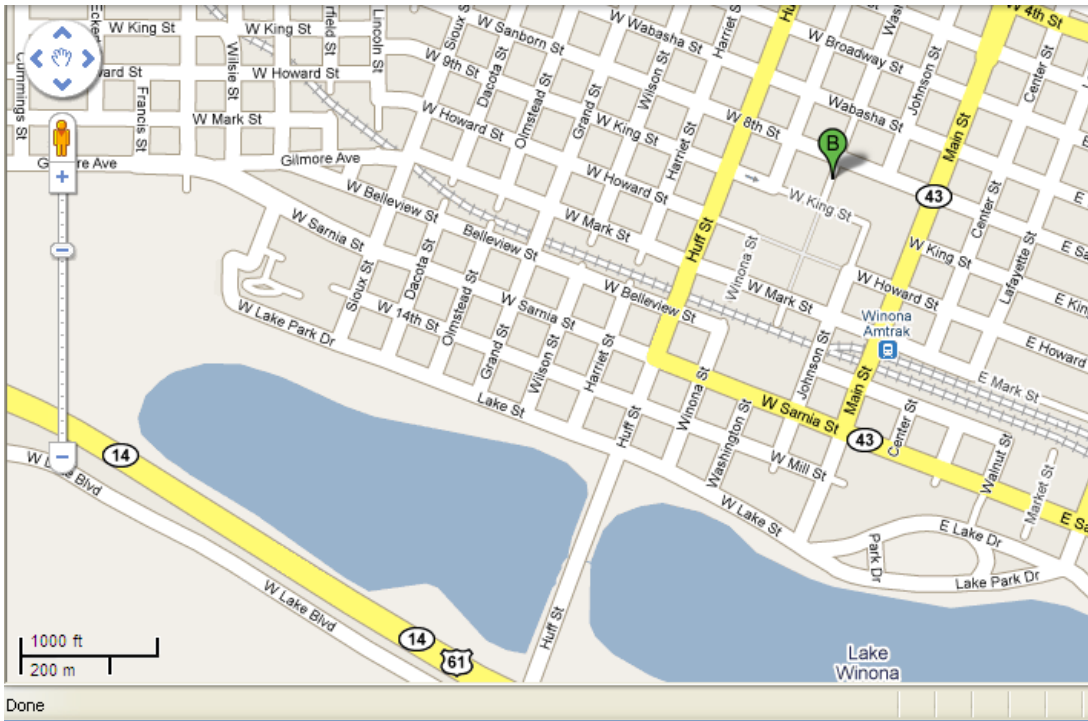 W 4th St
W King St
W King St
Lincoln St
Sioux St
W Sanborn St
W Wabasha St
Harriet St
W Broadway St
Johnson St
Center St
W 9th St
Dacota St
Olmstead St
Grand St
Wilson St
Wilsie St
W Howard St
Cummings St
Francis St
W Mark St
W Howard St
W King St
Harriet St
W 8th St
Wabasha St
Main St
B
43
Gilmore Ave
W Belleview St
W Howard St
W King St
Center St
W Sarnia St
Belleview St
W Mark St
Huff St
Winona St
W King St
Lafayette St
Sioux St
Dacota St
Olmstead St
W Sarnia St
W Belleview St
W Mark St
W Howard St
Winona
Amtrak
E Howard
W 14th St
Grand St
Wilson St
Harriet St
Johnson St
E Mark St
W Lake Park Dr
Lake St
Winona St
W Sarnia St
Main St
43
Center St
Huff St
Washington St
W Mill St
Walnut St
Market St
14
W Lake Blvd
W Lake St
E Lake Dr
Park Dr
Lake Park Dr
W Lake Blvd
Huff St
14
61
1000 ft
200 m
Lake
Winona
Done